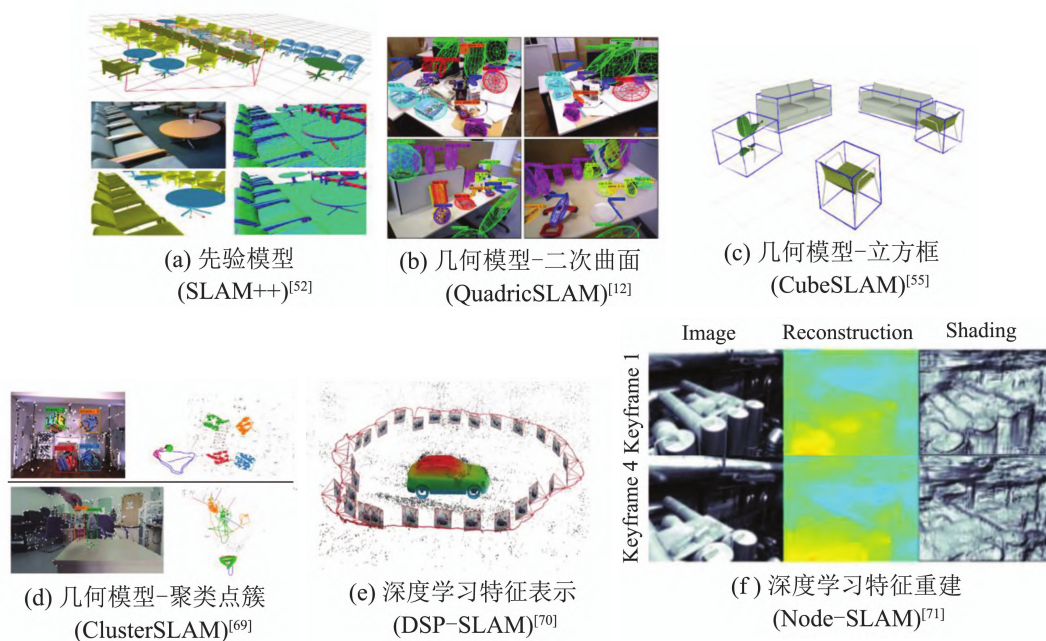 (a) 先验模型
(SLAM++)[52]
(b) 几何模型-二次曲面
(QuadricSLAM)[12]
(c) 几何模型-立方框
(CubeSLAM)[55]
Image Reconstruction Shading
Keyframe 1
Keyframe 4
(d) 几何模型-聚类点簇
(ClusterSLAM)[69]
(e) 深度学习特征表示
(DSP-SLAM)[70]
(f) 深度学习特征重建
(Node-SLAM)[71]